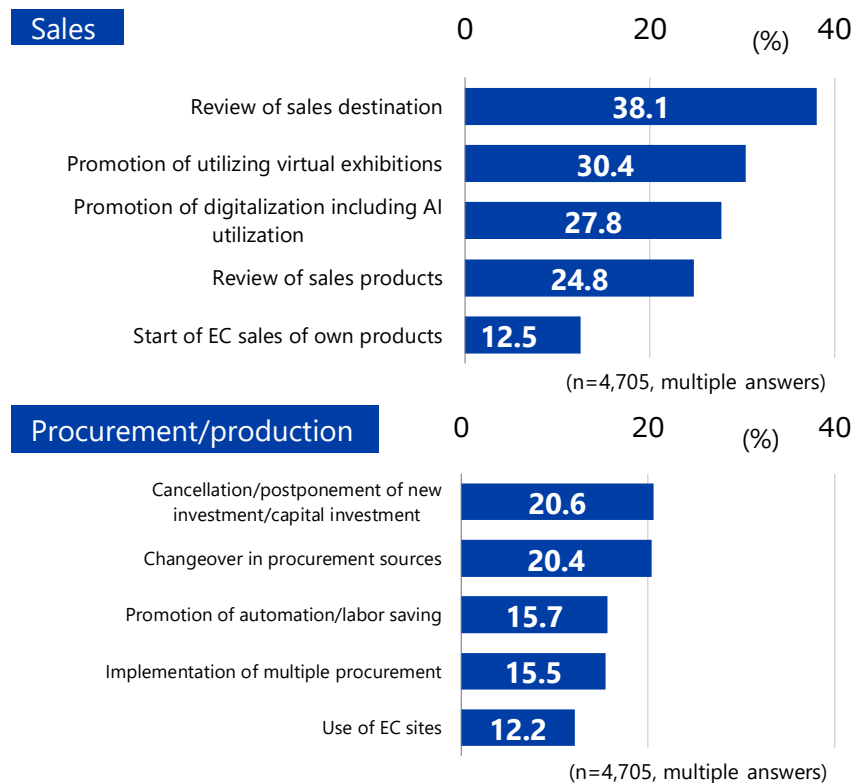 Sales
0 20 (%) 40
Review of sales destination 38.1
Promotion of utilizing virtual exhibitions 30.4
Promotion of digitalization including AI
utilization 27.8
Review of sales products 24.8
Start of EC sales of own products 12.5
(n=4,705, multiple answers)
Procurement/production
0 20 (%) 40
Cancellation/postponement of new
investment/capital investment 20.6
Changeover in procurement sources 20.4
Promotion of automation/labor saving 15.7
Implementation of multiple procurement 15.5
Use of EC sites 12.2
(n=4,705, multiple answers)